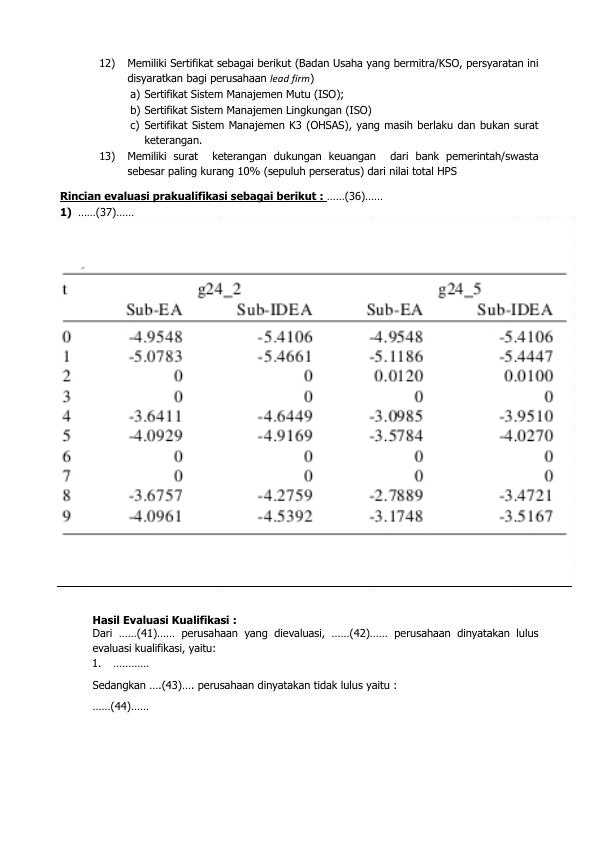 12) Memiliki Sertifikat sebagai berikut (Badan Usaha yang bermitra/KSO, persyaratan ini
disyaratkan bagi perusahaan lead firm)
a) Sertifikat Sistem Manajemen Mutu (ISO);
b) Sertifikat Sistem Manajemen Lingkungan (ISO)
c) Sertifikat Sistem Manajemen K3 (OHSAS), yang masih berlaku dan bukan surat
keterangan.
13) Memiliki surat keterangan dukungan keuangan dari bank pemerintah/swasta
sebesar paling kurang 10% (sepuluh perseratus) dari nilai total HPS
Rincian evaluasi prakualifikasi sebagai berikut : ……(36)……
1) ……(37)……
t g24_2 g24_5
Sub-EA Sub-IDEA Sub-EA Sub-IDEA
0 -4.9548 -5.4106 -4.9548 -5.4106
1 -5.0783 -5.4661 -5.1186 -5.4447
2 0 0 0.0120 0.0100
3 0 0 0 0
4 -3.6411 -4.6449 -3.0985 -3.9510
5 -4.0929 -4.9169 -3.5784 -4.0270
6 0 0 0 0
7 0 0 0 0
8 -3.6757 -4.2759 -2.7889 -3.4721
9 -4.0961 -4.5392 -3.1748 -3.5167
Hasil Evaluasi Kualifikasi :
Dari ……(41)…… perusahaan yang dievaluasi, ……(42)…… perusahaan dinyatakan lulus
evaluasi kualifikasi, yaitu:
1. …………
Sedangkan ….(43)…. perusahaan dinyatakan tidak lulus yaitu :
……(44)……